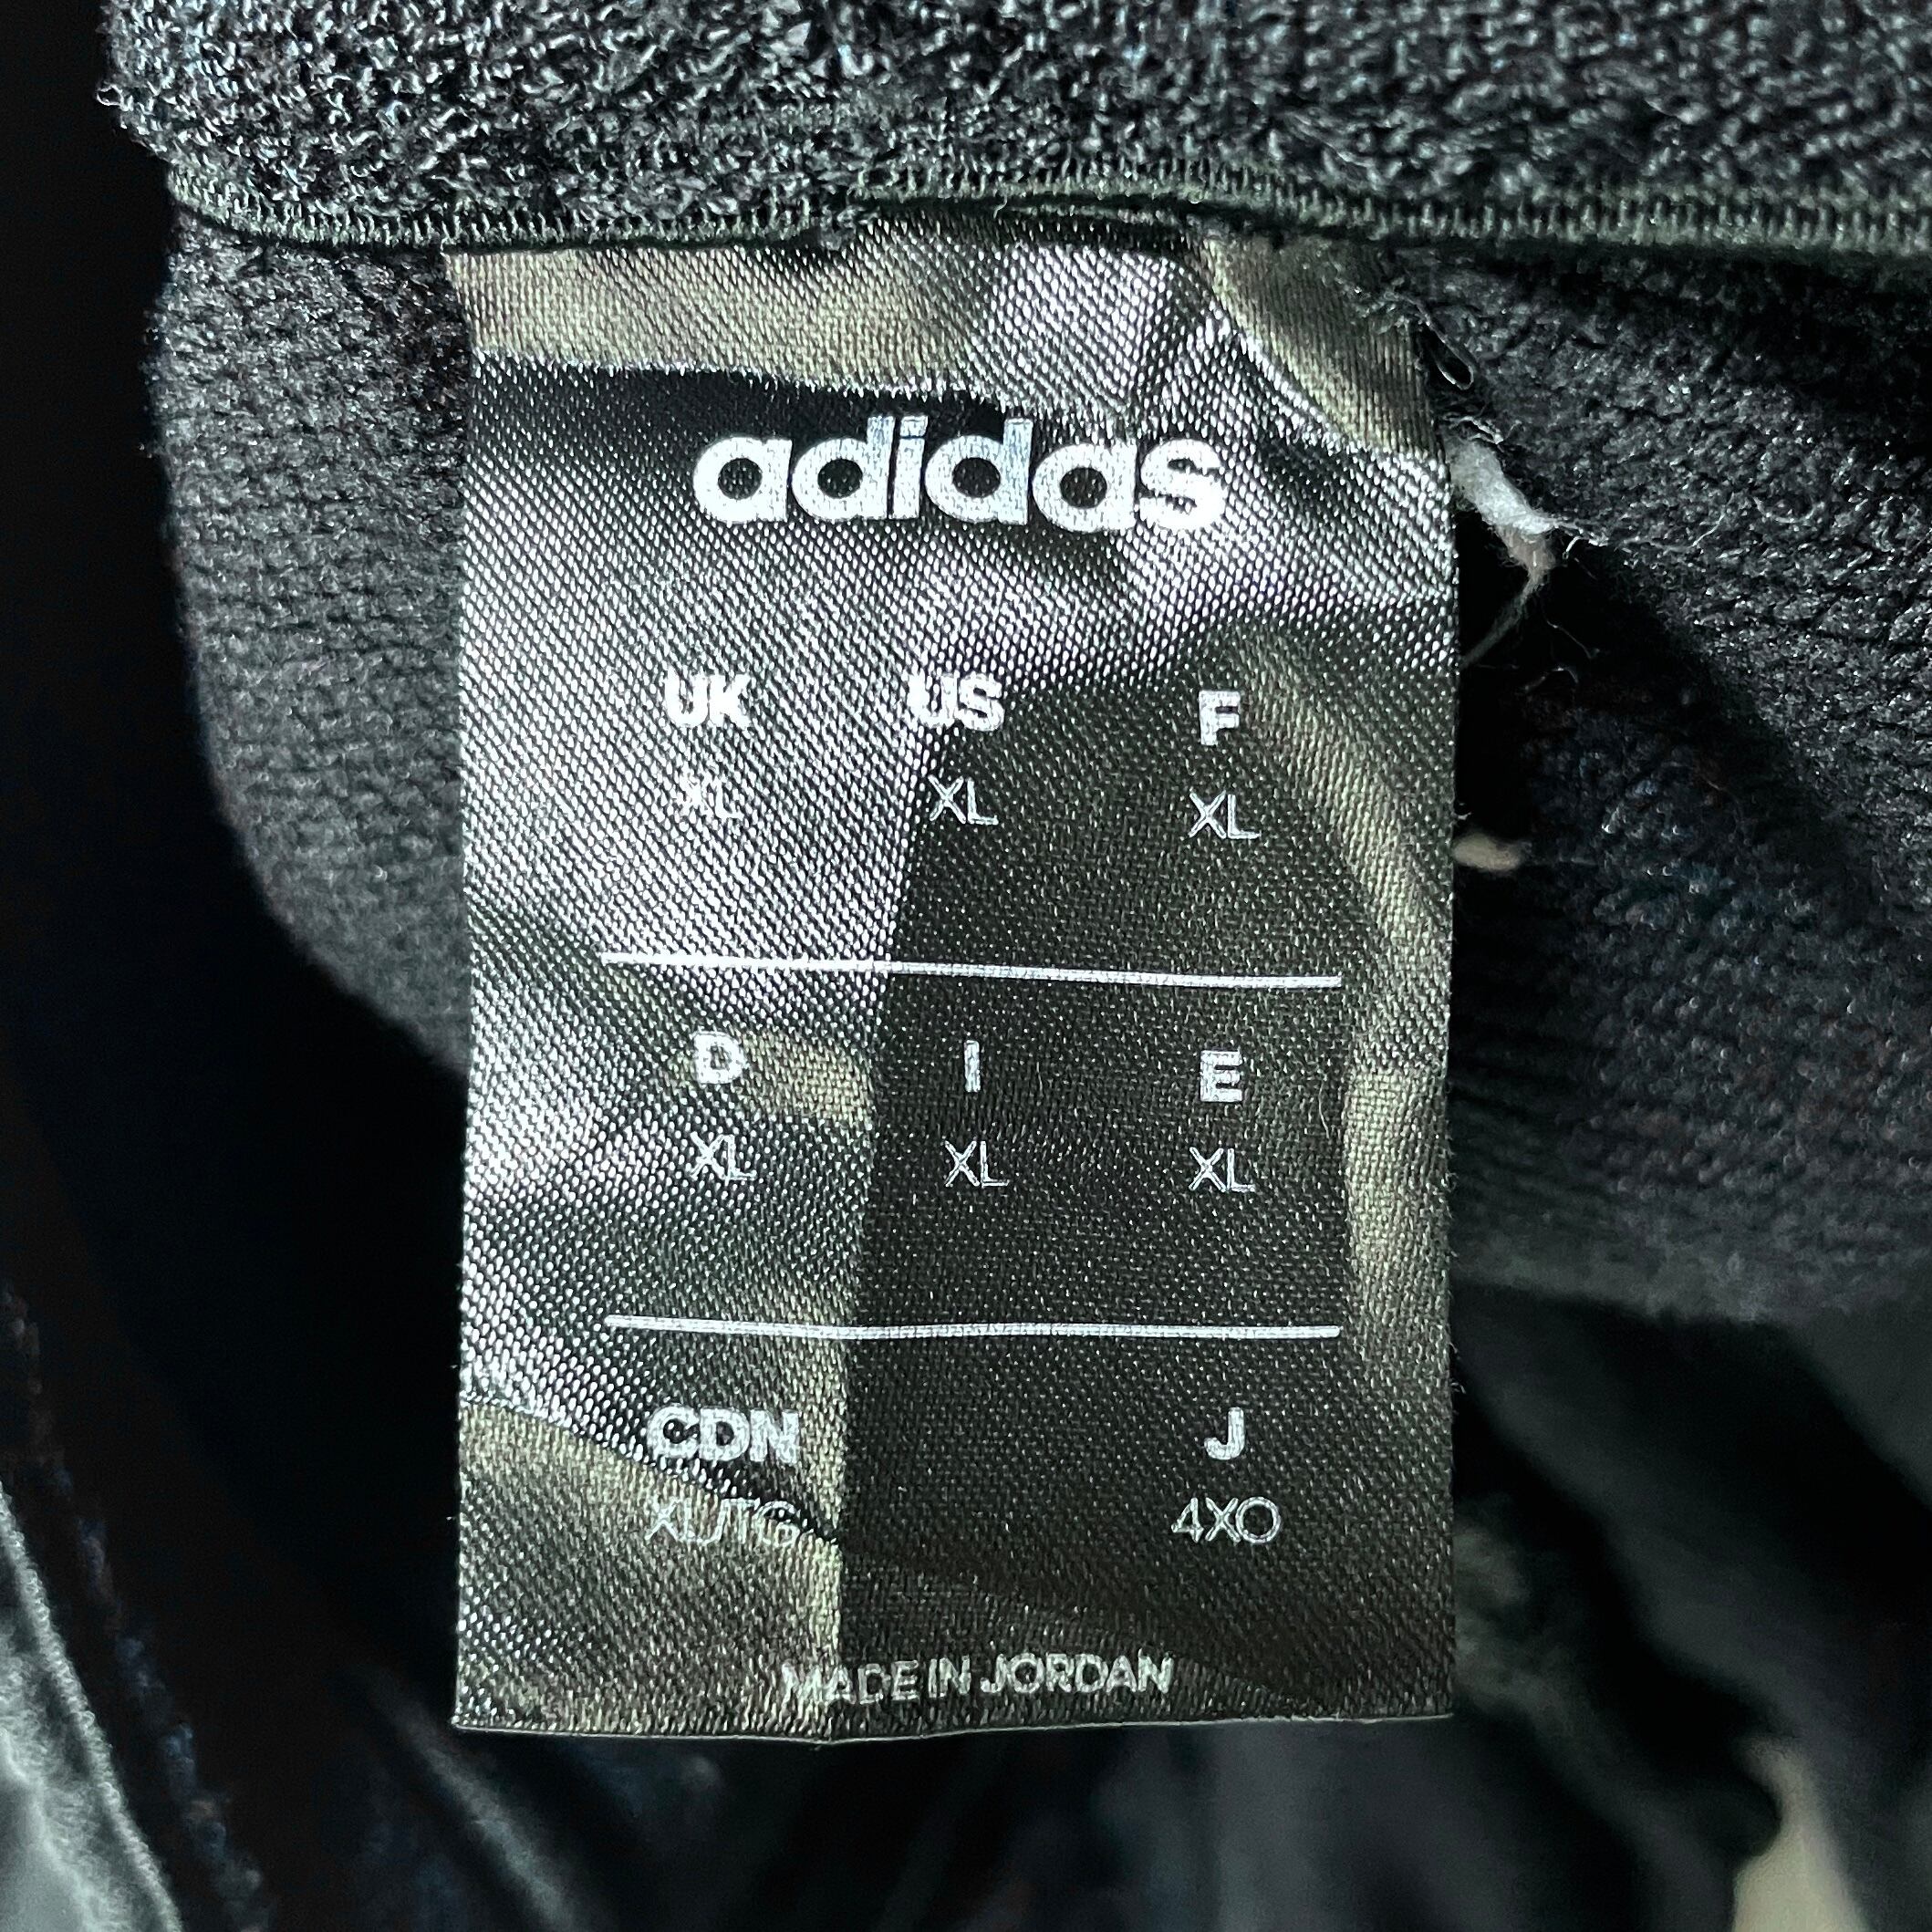 adidas
UK US F
XL XL XL
D I E
XL XL XL
CDN J
XL/TG 4XO
MADE IN JORDAN